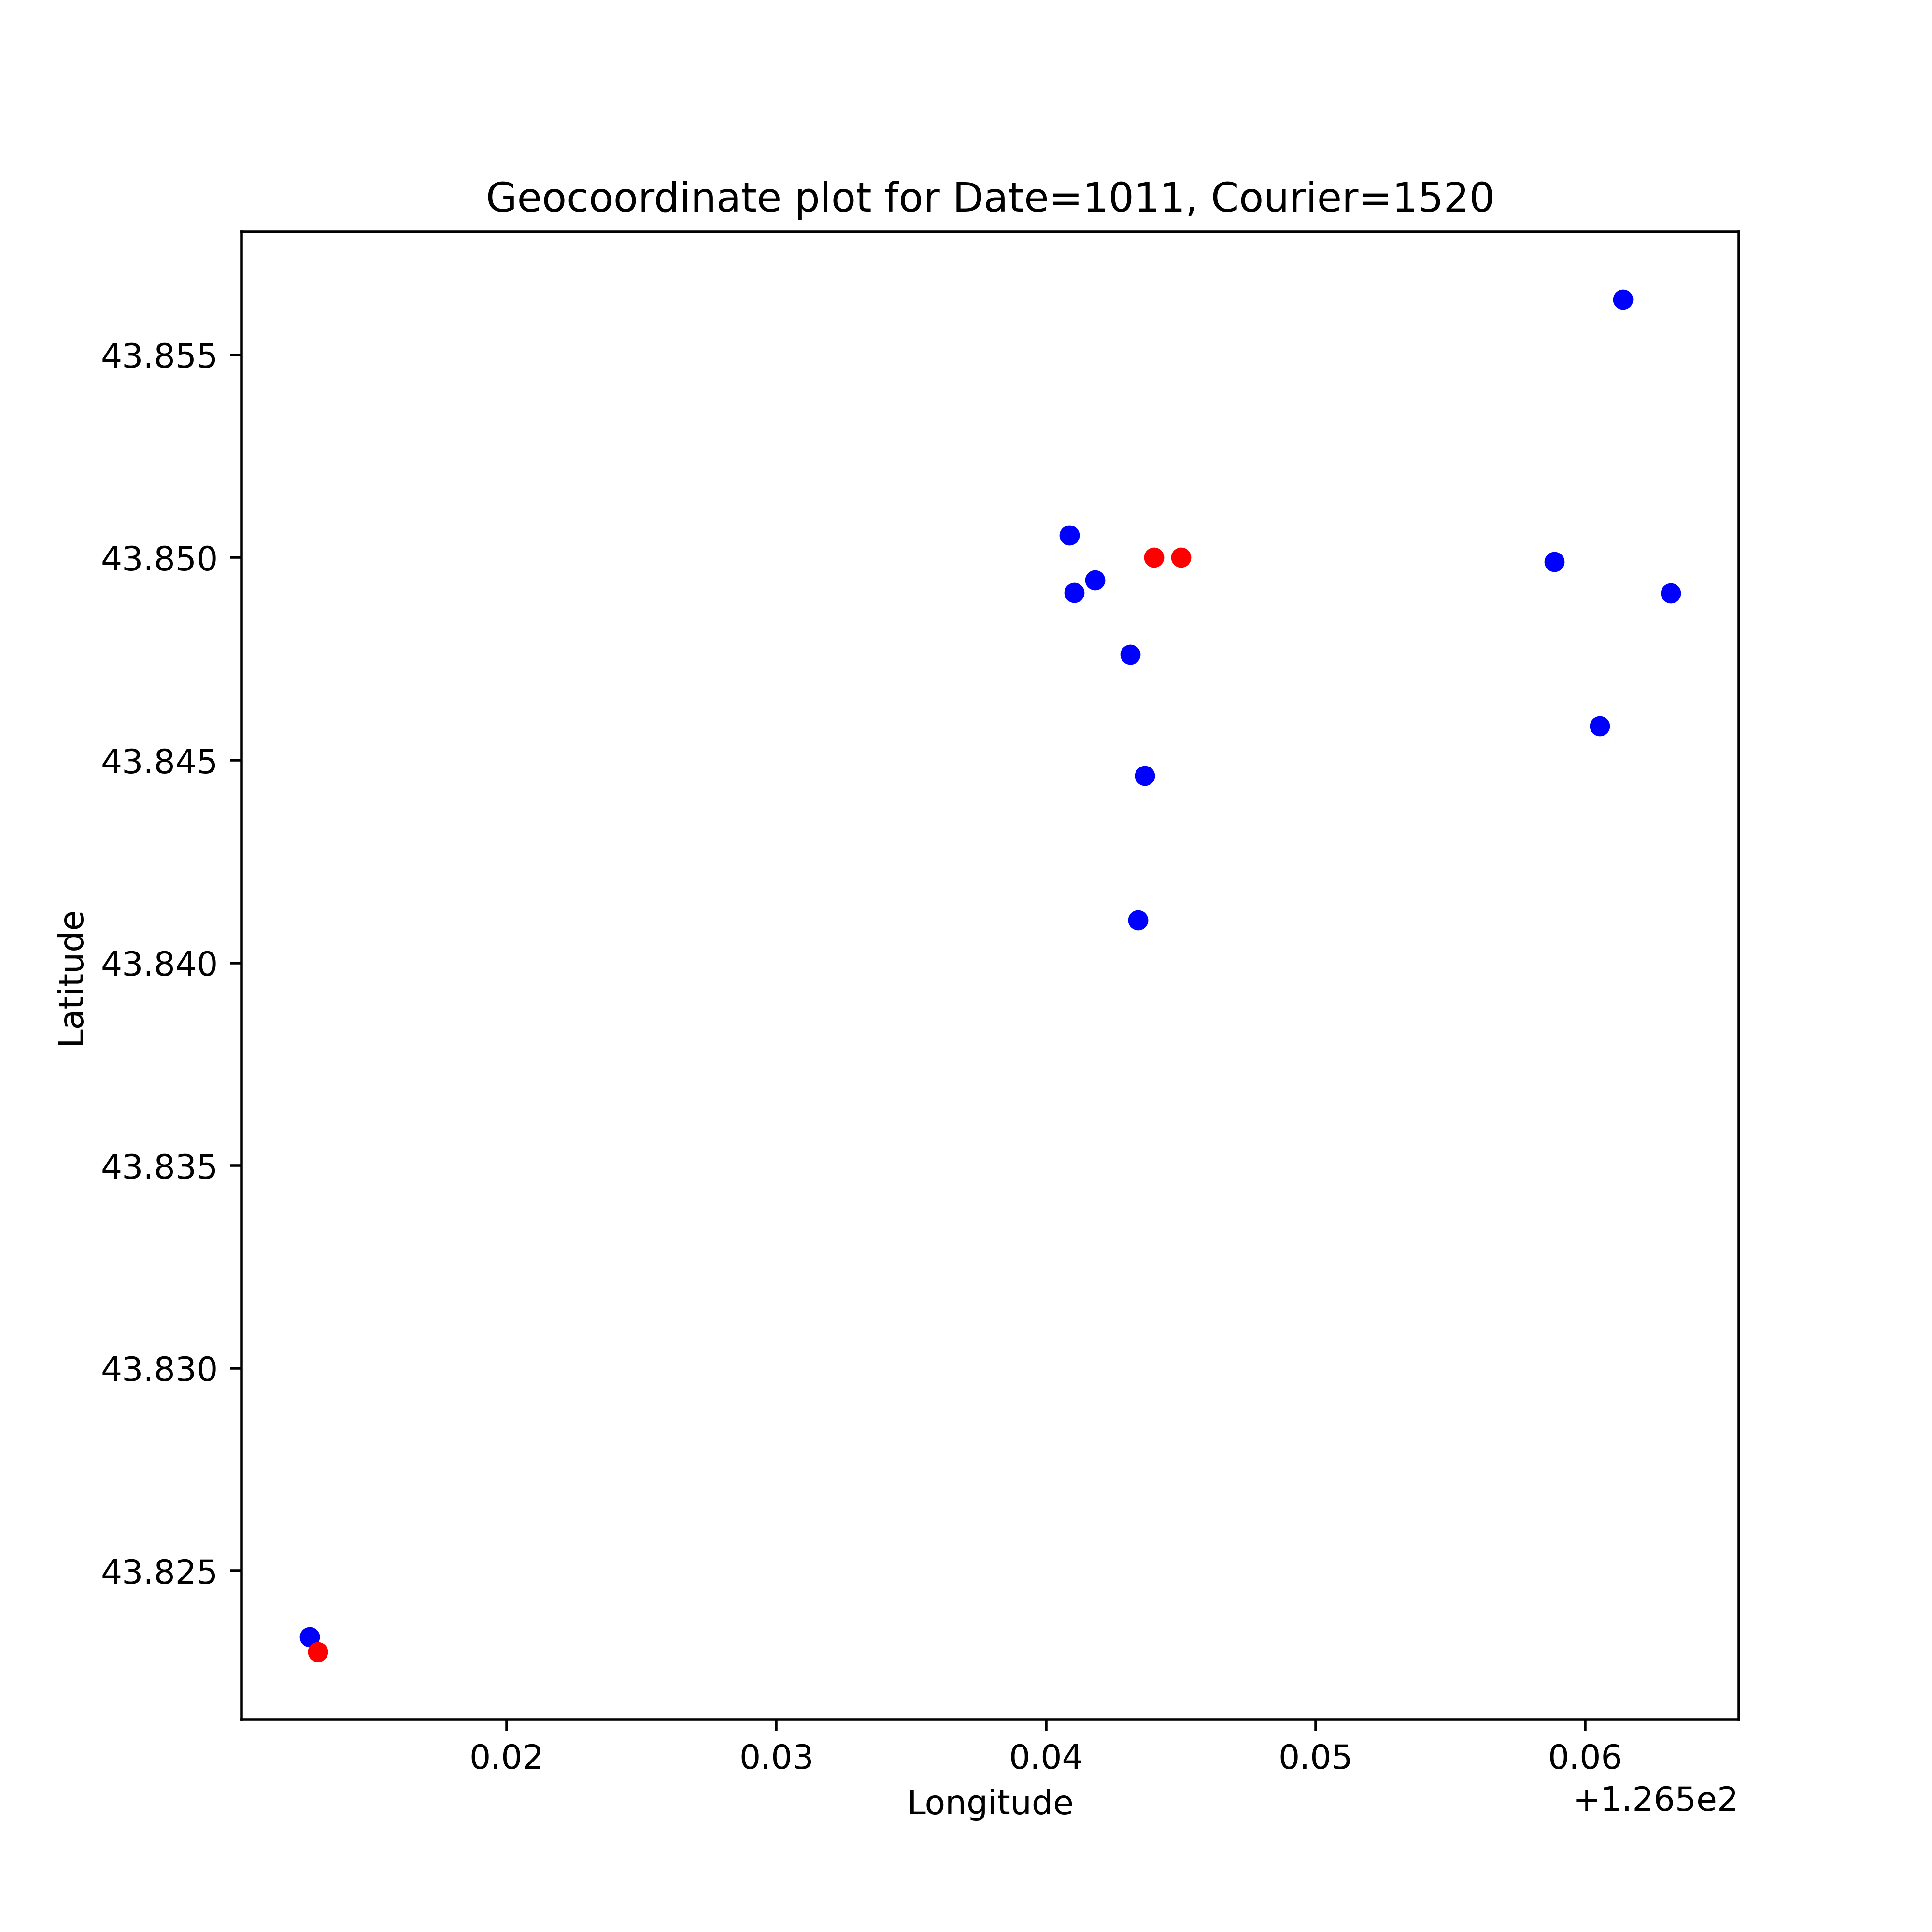 Geocoordinate plot for Date=1011, Courier=1520
43.855
43.850
43.845
43.840
43.835
43.830
43.825
Latitude
0.02 0.03 0.04 0.05 0.06
Longitude
+1.265e2